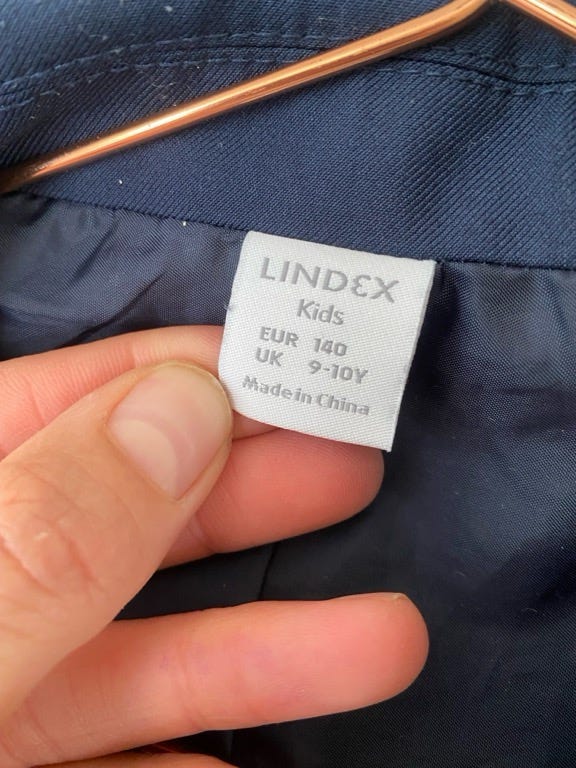 LINDEX
Kids
EUR 140
UK 9-10Y
Made in China